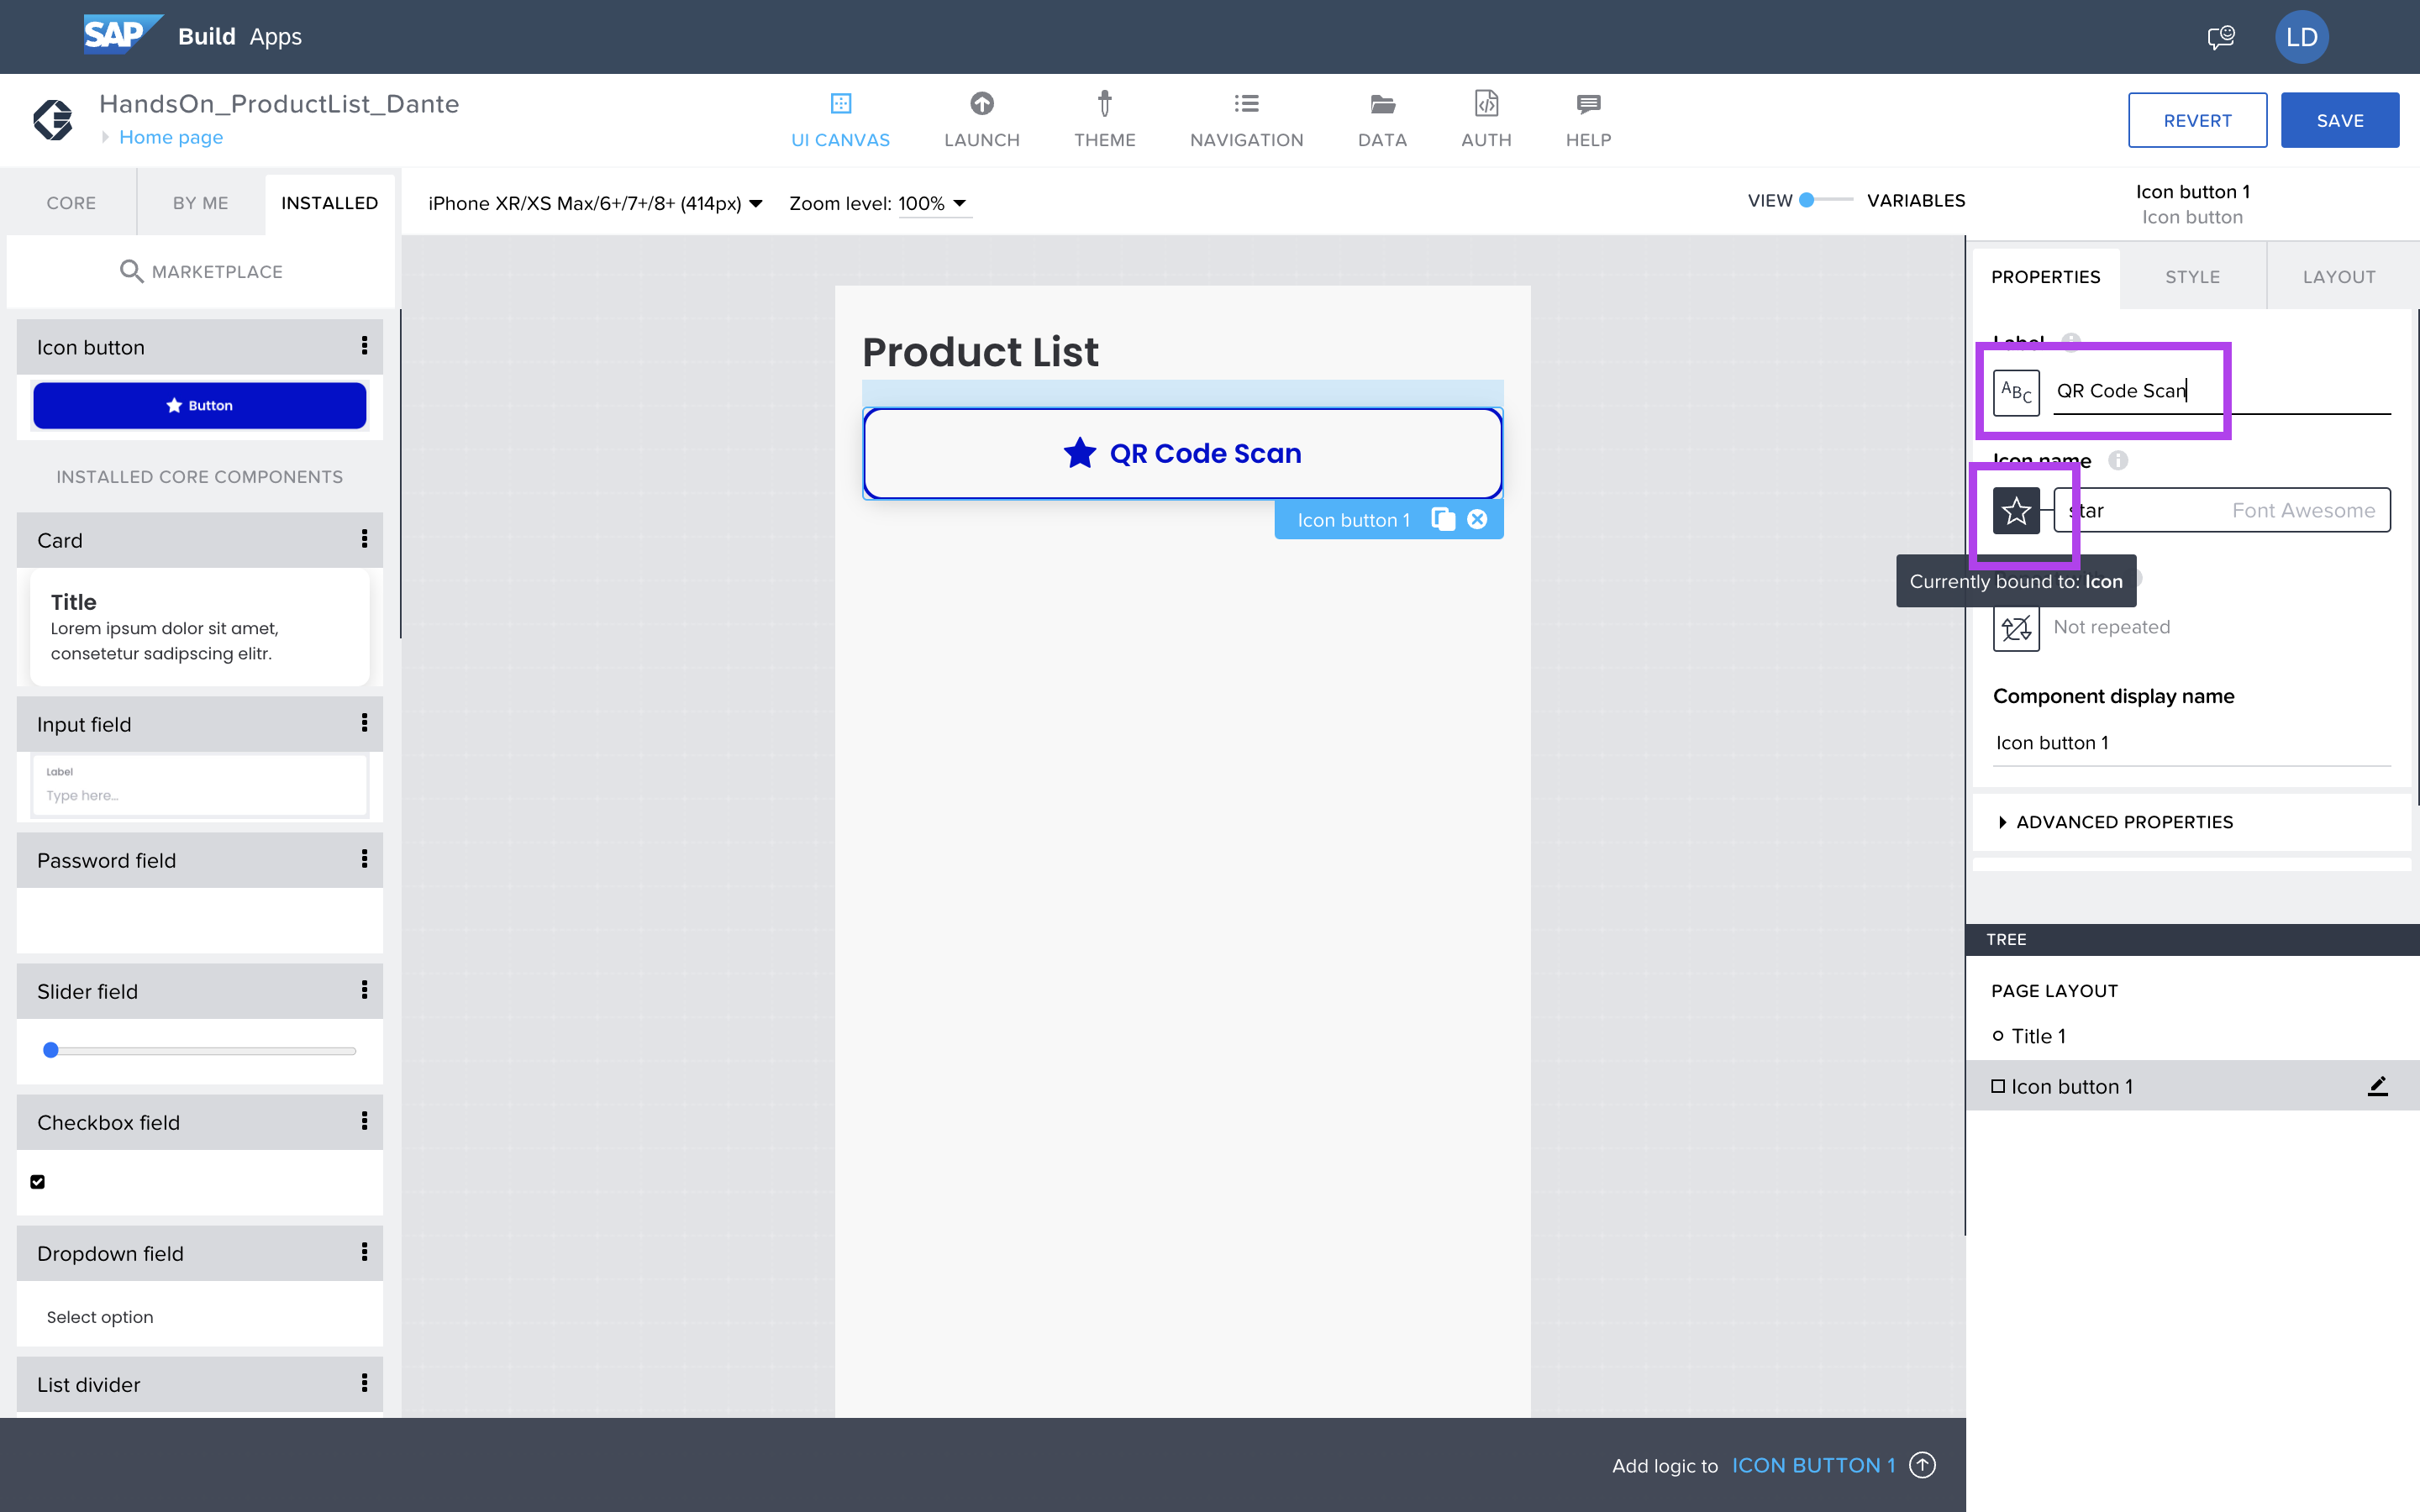 SAP Build Apps
LD
HandsOn_ProductList_Dante
Home page
UI CANVAS
LAUNCH
THEME
NAVIGATION
DATA
AUTH
HELP
REVERT
SAVE
CORE
BY ME
INSTALLED
MARKETPLACE
iPhone XR/XS Max/6+/7+/8+ (414px)
Zoom level: 100%
VIEW
VARIABLES
Icon button 1
Icon button
PROPERTIES
STYLE
LAYOUT
Icon button
Button
INSTALLED CORE COMPONENTS
Card
Title
Lorem ipsum dolor sit amet,
consetetur sadipscing elitr.
Input field
Label
Type here...
Password field
Slider field
Checkbox field
Dropdown field
Select option
List divider
Product List
QR Code Scan
Icon button 1
Label
ABC
QR Code Scan
Icon name
star
Font Awesome
Currently bound to: Icon
Not repeated
Component display name
Icon button 1
ADVANCED PROPERTIES
TREE
PAGE LAYOUT
Title 1
Icon button 1
Add logic to ICON BUTTON 1